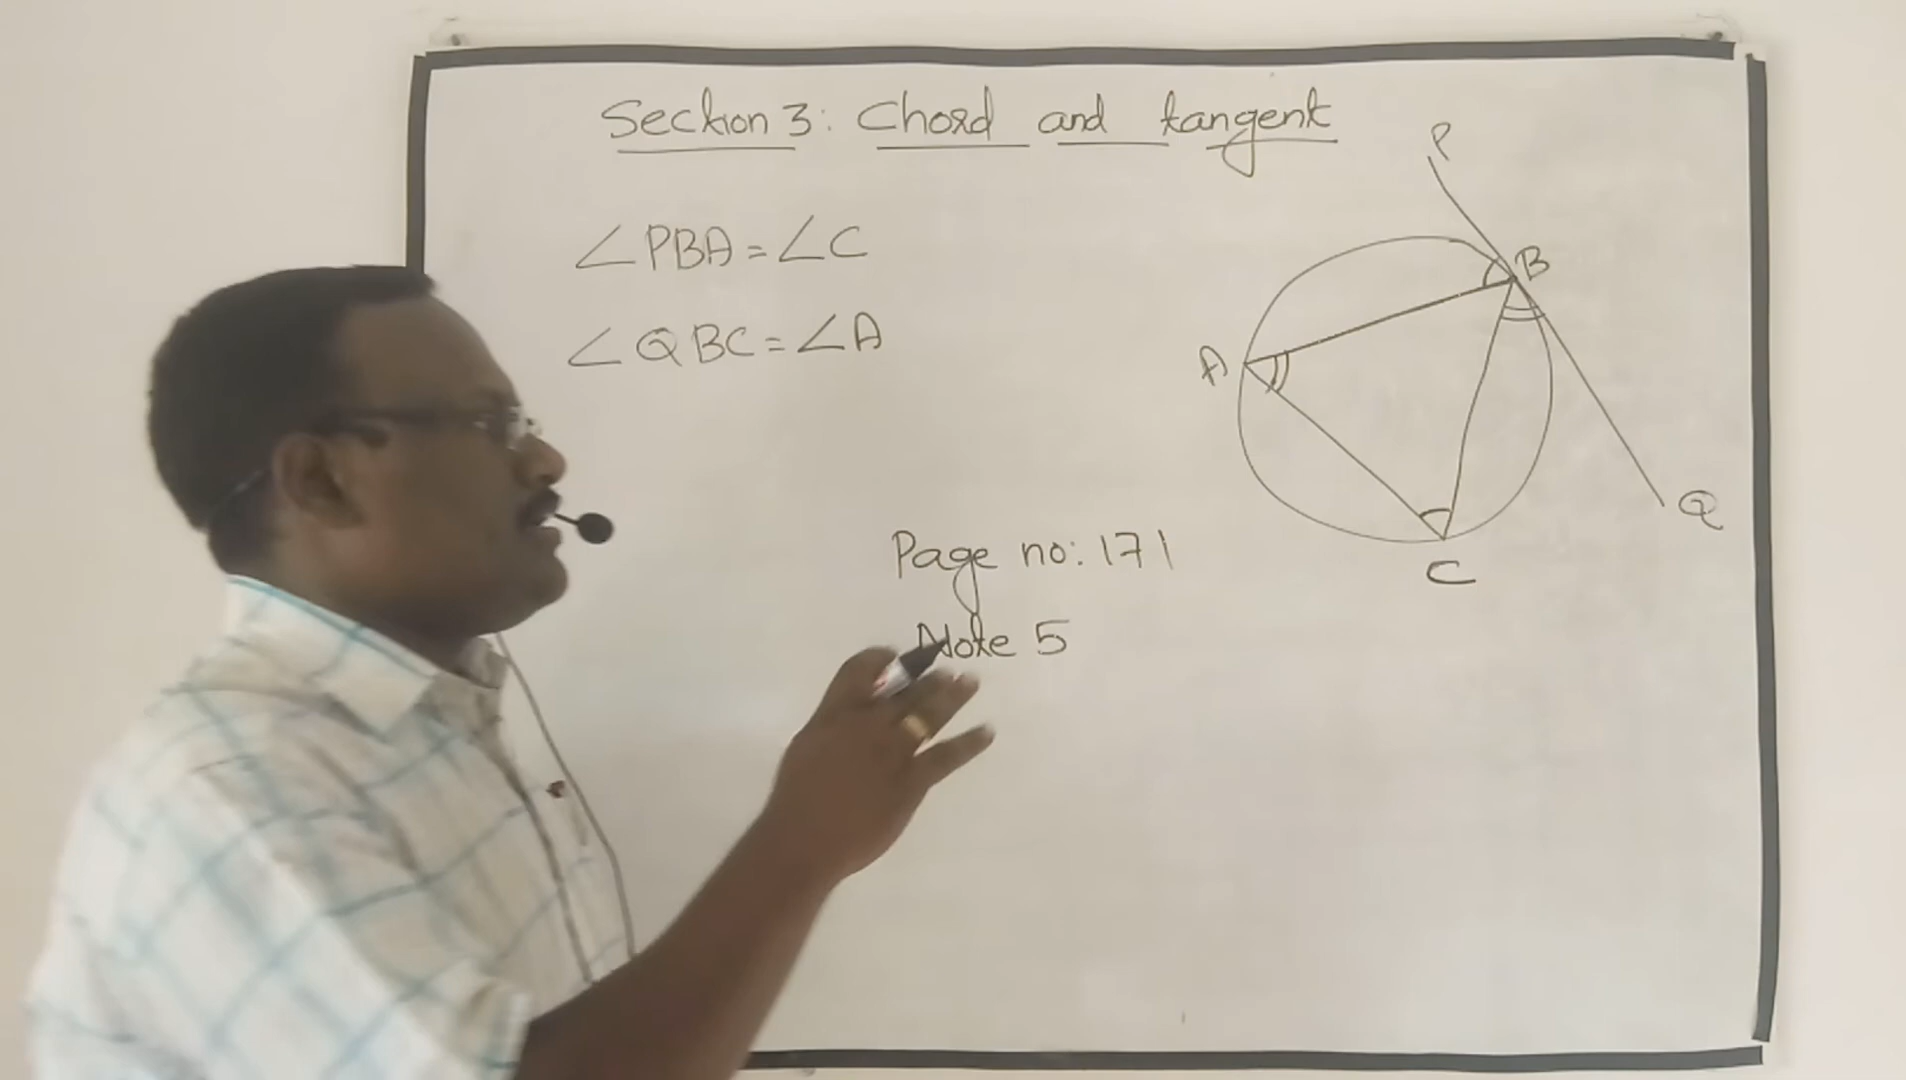 Section 3: Chord and tangent
∠PBA = ∠C
∠QBC = ∠A
Page no: 171
Note 5
P
B
A
Q
C